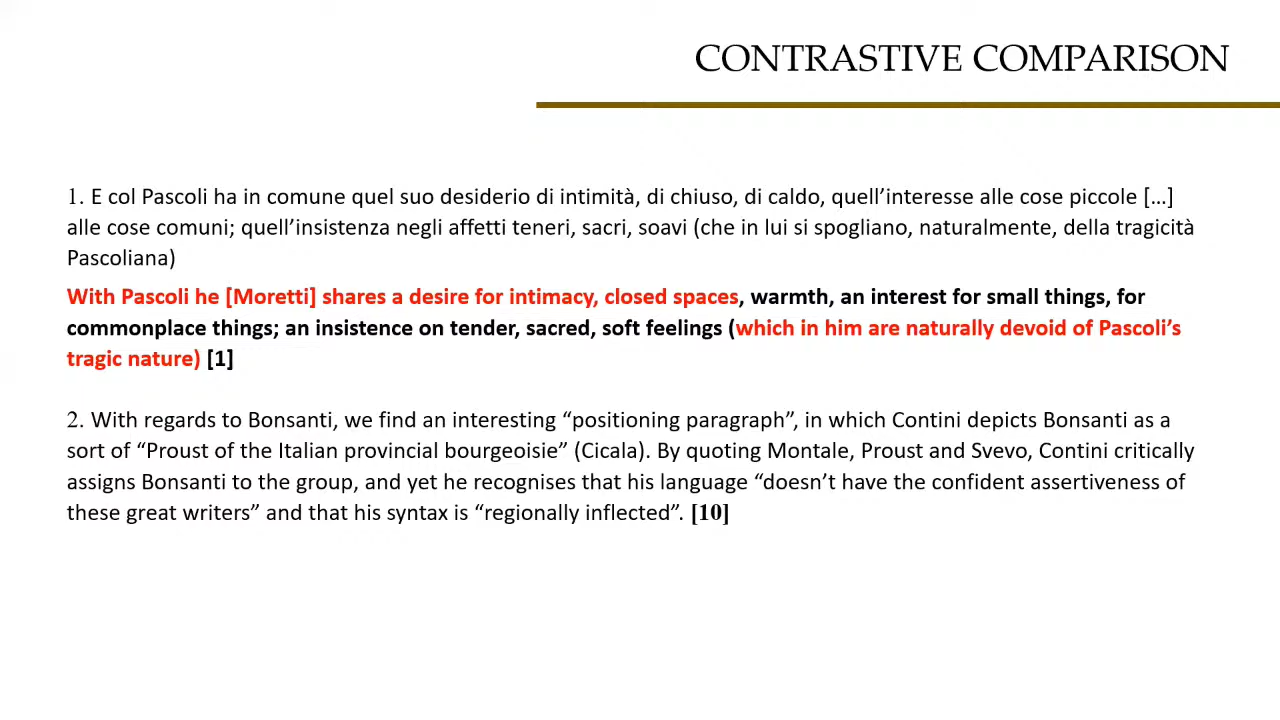 CONTRASTIVE COMPARISON
1. E col Pascoli ha in comune quel suo desiderio di intimità, di chiuso, di caldo, quell’interesse alle cose piccole […]
alle cose comuni; quell’insistenza negli affetti teneri, sacri, soavi (che in lui si spogliano, naturalmente, della tragicità
Pascoliana)
With Pascoli he [Moretti] shares a desire for intimacy, closed spaces, warmth, an interest for small things, for
commonplace things; an insistence on tender, sacred, soft feelings (which in him are naturally devoid of Pascoli’s
tragic nature) [1]
2. With regards to Bonsanti, we find an interesting “positioning paragraph”, in which Contini depicts Bonsanti as a
sort of “Proust of the Italian provincial bourgeoisie” (Cicala). By quoting Montale, Proust and Svevo, Contini critically
assigns Bonsanti to the group, and yet he recognises that his language “doesn’t have the confident assertiveness of
these great writers” and that his syntax is “regionally inflected”. [10]